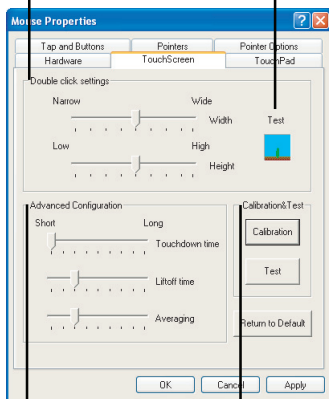 Mouse Properties
Tap and Buttons Pointers Pointer Options
Hardware TouchScreen TouchPad
Double click settings
Narrow Wide
Width Test
Low High
Height
Advanced Configuration Calibration&Test
Short Long
Touchdown time Calibration
Liftoff time Test
Averaging Return to Default
OK Cancel Apply